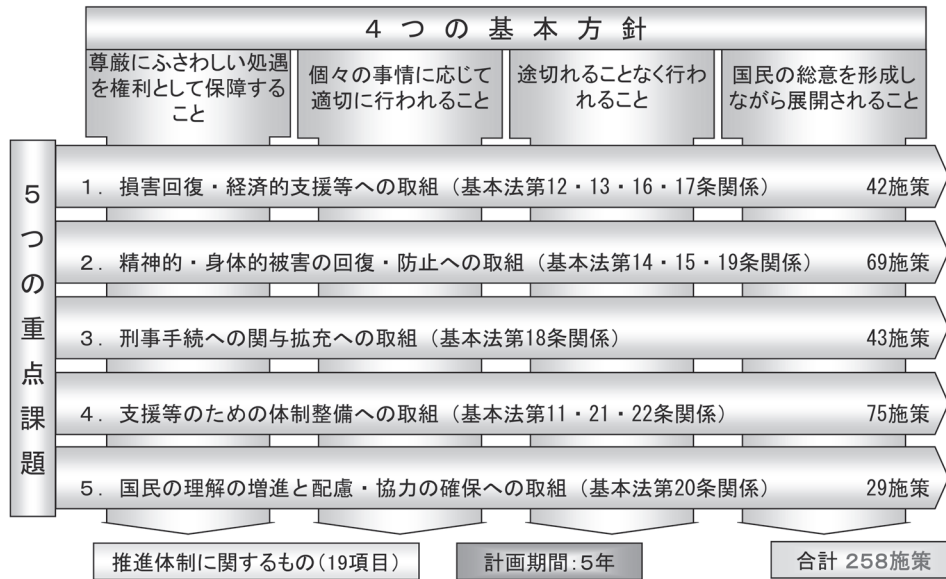 4つの基本方針
尊厳にふさわしい処遇
を権利として保障する
こと
個々の事情に応じて
適切に行われること
途切れることなく行わ
れること
国民の総意を形成し
ながら展開されること
5つの重点課題
1. 損害回復・経済的支援等への取組（基本法第12・13・16・17条関係） 42施策
2. 精神的・身体的被害の回復・防止への取組（基本法第14・15・19条関係） 69施策
3. 刑事手続への関与拡充への取組（基本法第18条関係） 43施策
4. 支援等のための体制整備への取組（基本法第11・21・22条関係） 75施策
5. 国民の理解の増進と配慮・協力の確保への取組（基本法第20条関係） 29施策
推進体制に関するもの(19項目)
計画期間:5年
合計 258施策